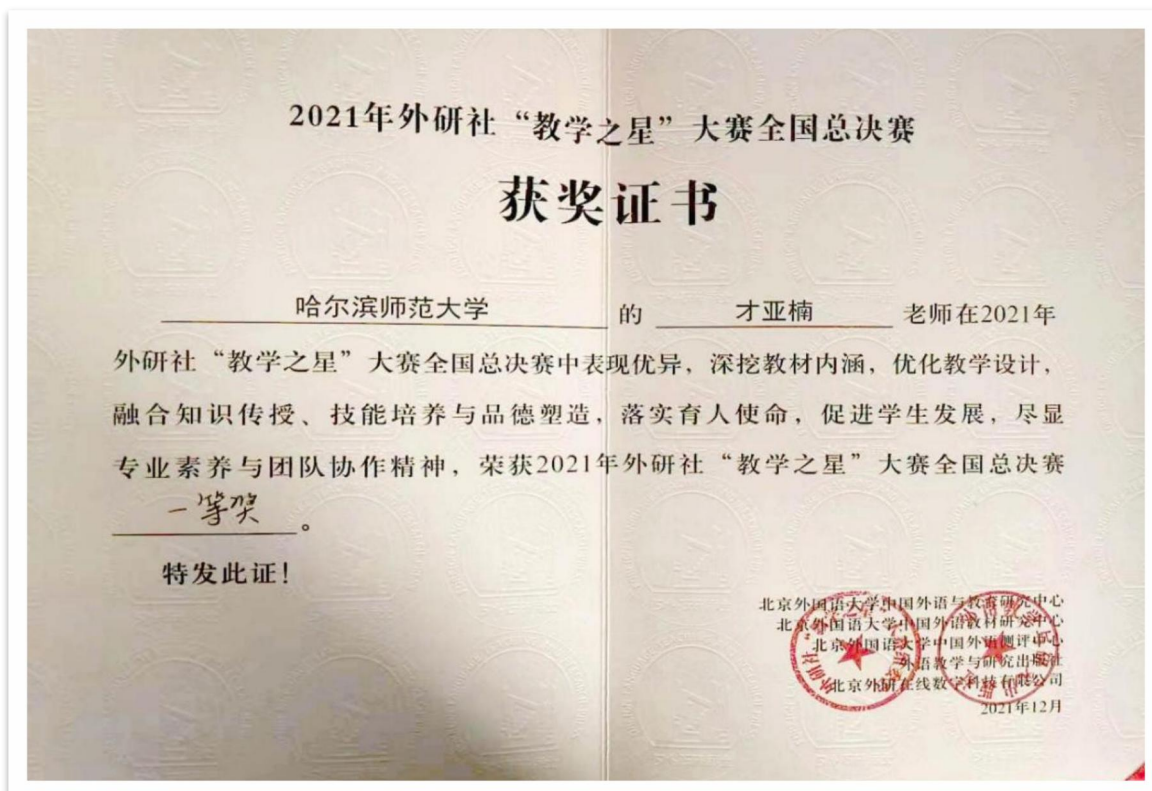 2021年外研社“教学之星”大赛全国总决赛
获奖证书
哈尔滨师范大学 的 才亚楠 老师在2021年
外研社“教学之星”大赛全国总决赛中表现优异，深挖教材内涵，优化教学设计，
融合知识传授、技能培养与品德塑造，落实育人使命，促进学生发展，尽显
专业素养与团队协作精神，荣获2021年外研社“教学之星”大赛全国总决赛
一等奖。
特发此证！
北京外国语大学中国外语与教育研究中心
北京外国语大学中国外语教材研究中心
北京外国语大学中国外语测评中心
外语教学与研究出版社
北京外研在线数字科技有限公司
2021年12月